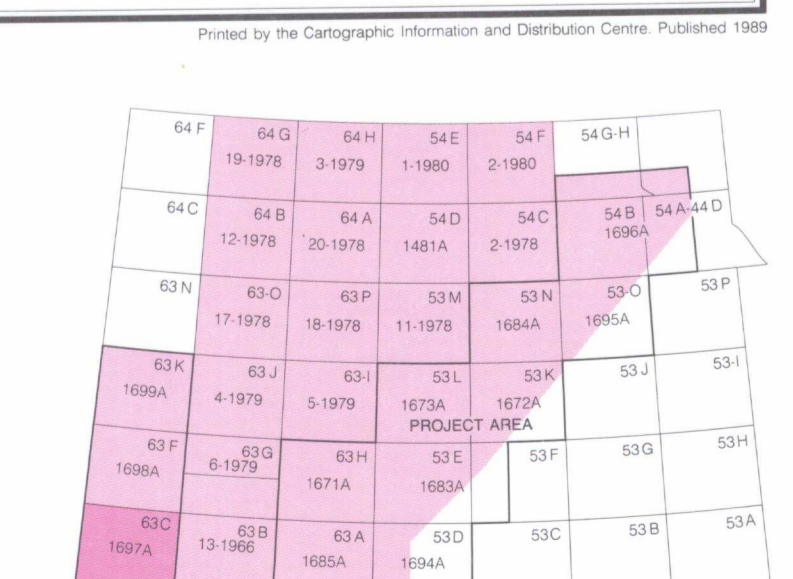 Printed by the Cartographic Information and Distribution Centre. Published 1989
64 F
64 G
64 H
54 E
54 F
54 G-H
19-1978
3-1979
1-1980
2-1980
64 C
64 B
64 A
54 D
54 C
54 B
54 A-44 D
12-1978
20-1978
1481A
2-1978
1696A
63 N
63-O
63 P
53 M
53 N
53-O
53 P
17-1978
18-1978
11-1978
1684A
1695A
63 K
63 J
63-I
53 L
53 K
53 J
53-I
1699A
4-1979
5-1979
1673A
1672A
PROJECT AREA
63 F
63 G
63 H
53 E
53 F
53 G
53 H
1698A
6-1979
1671A
1683A
63 C
63 B
63 A
53 D
53 C
53 B
53 A
1697A
13-1966
1685A
1694A